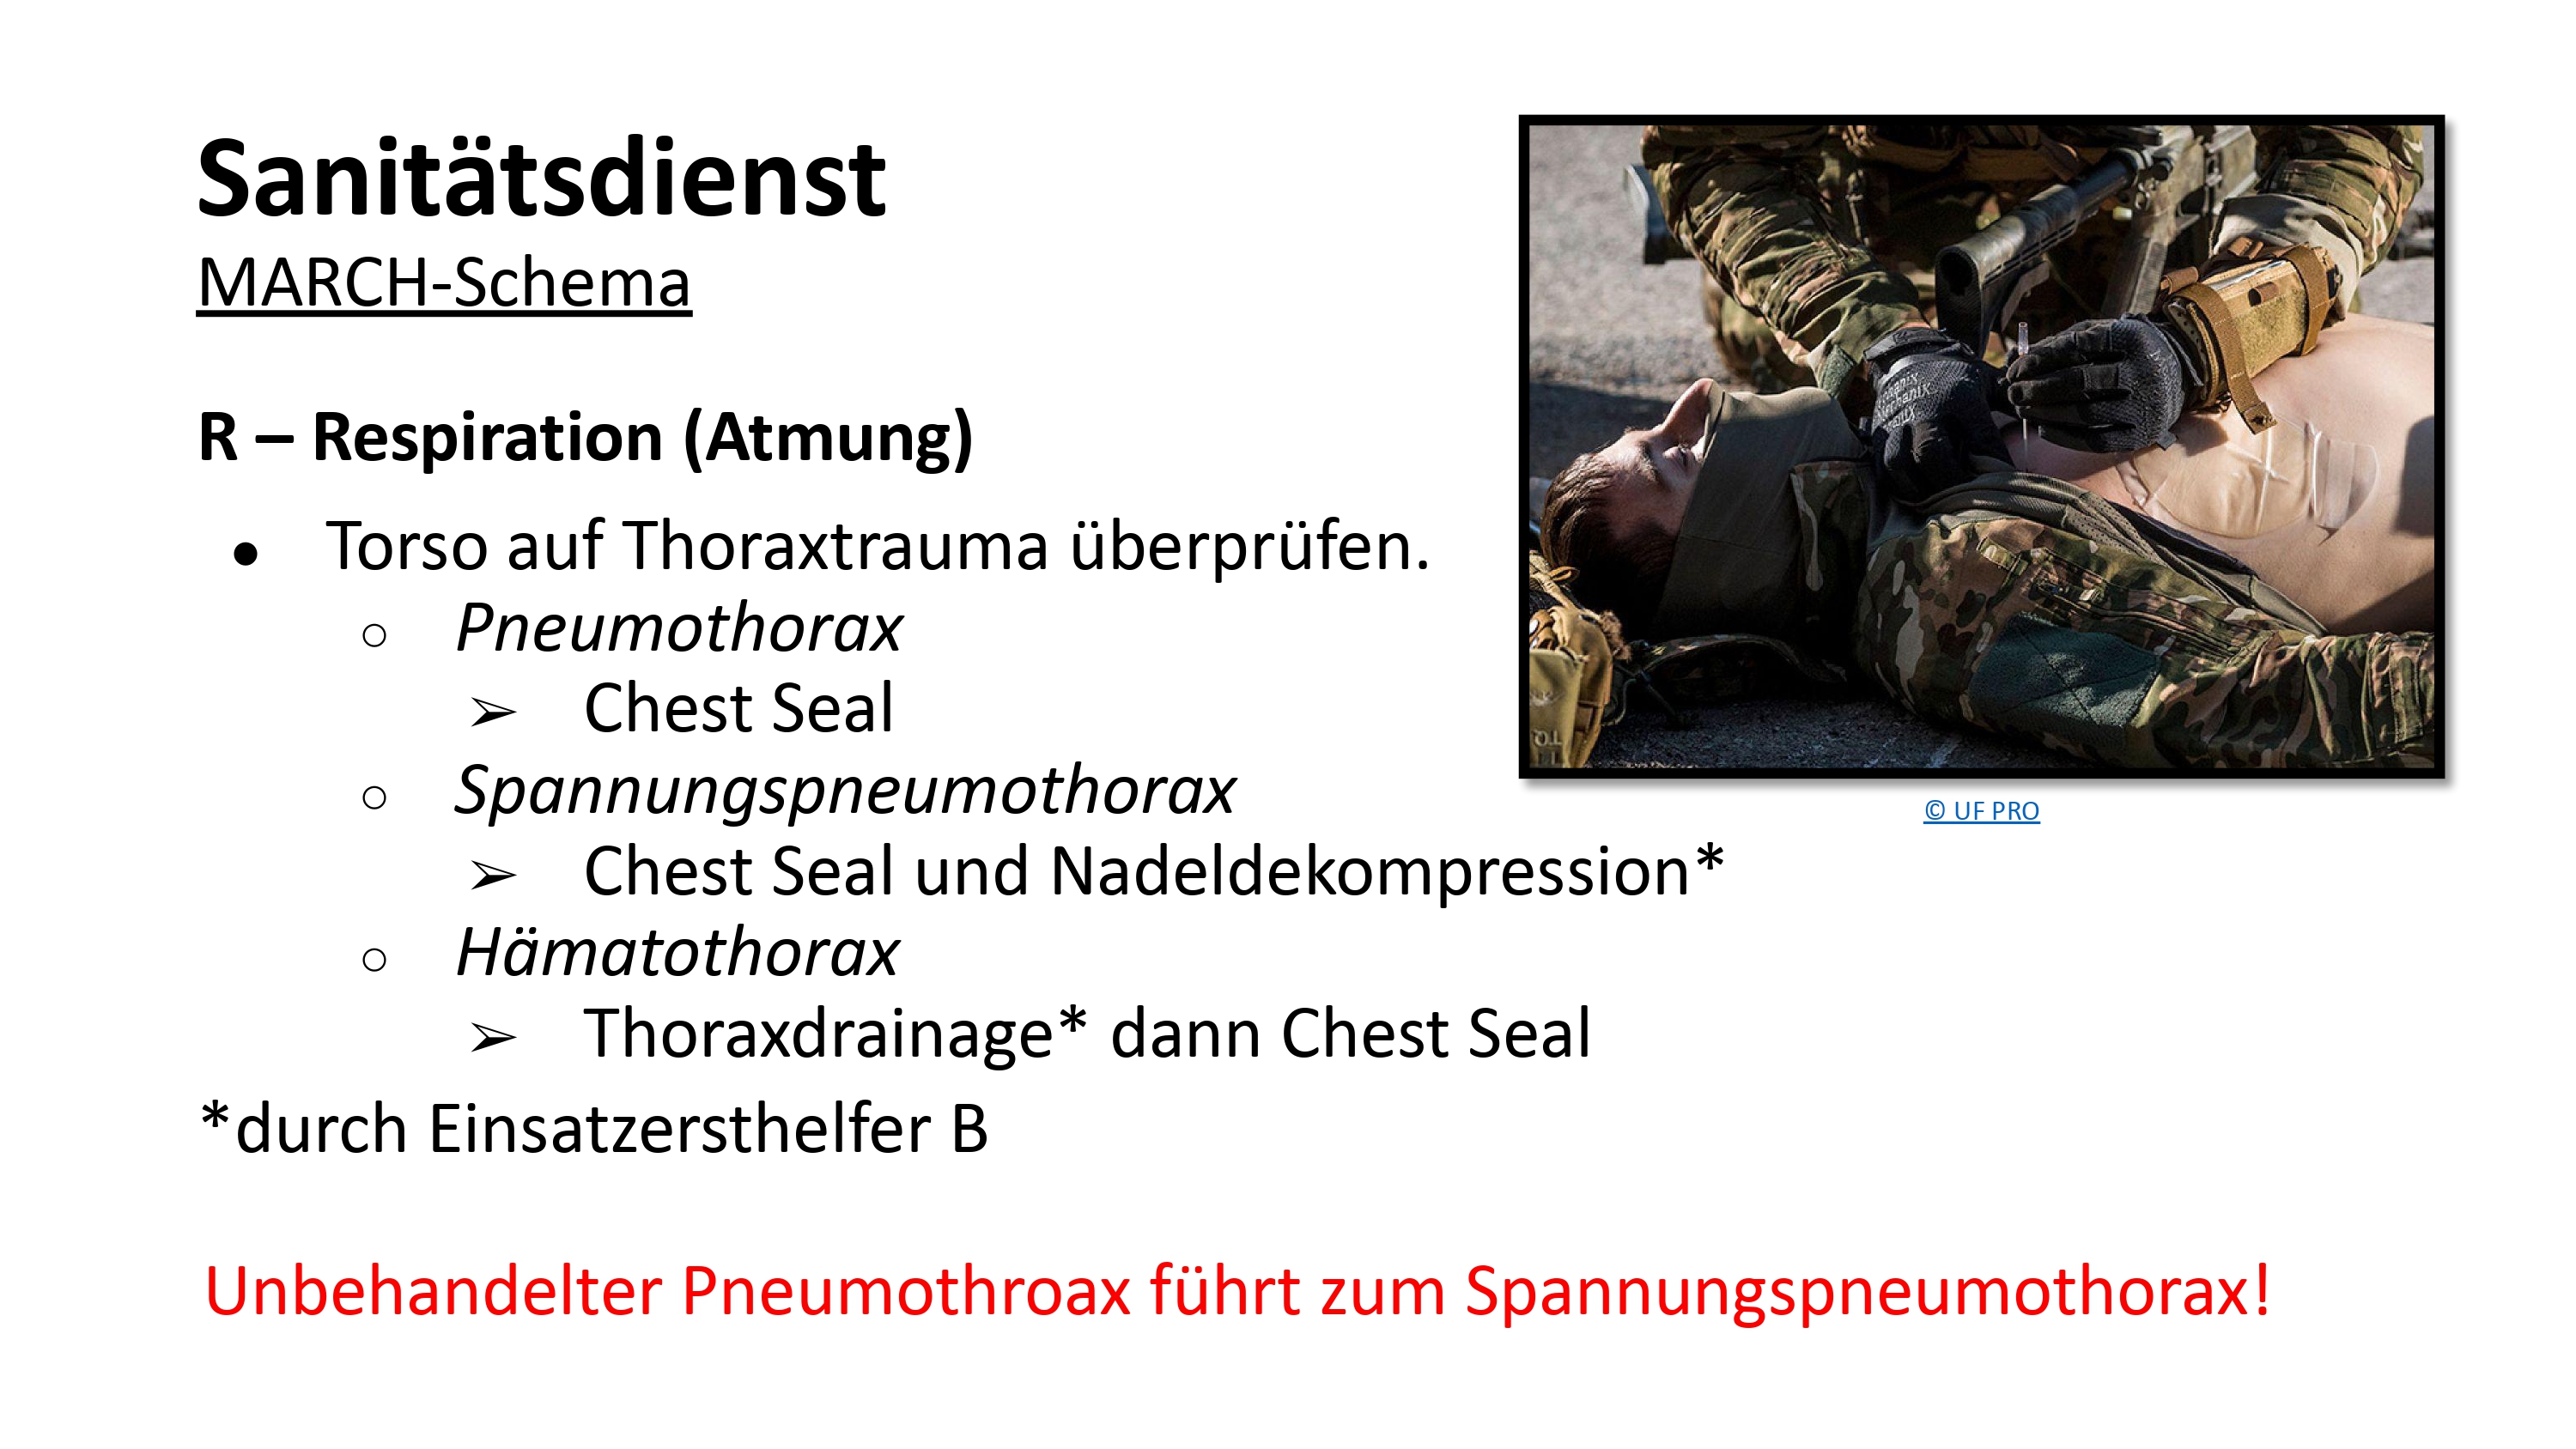 Sanitätsdienst
MARCH-Schema
R – Respiration (Atmung)
● Torso auf Thoraxtrauma überprüfen.
○ Pneumothorax
➢ Chest Seal
○ Spannungspneumothorax
➢ Chest Seal und Nadeldekompression*
○ Hämatothorax
➢ Thoraxdrainage* dann Chest Seal
*durch Einsatzersthelfer B
Unbehandelter Pneumothroax führt zum Spannungspneumothorax!
© UF PRO